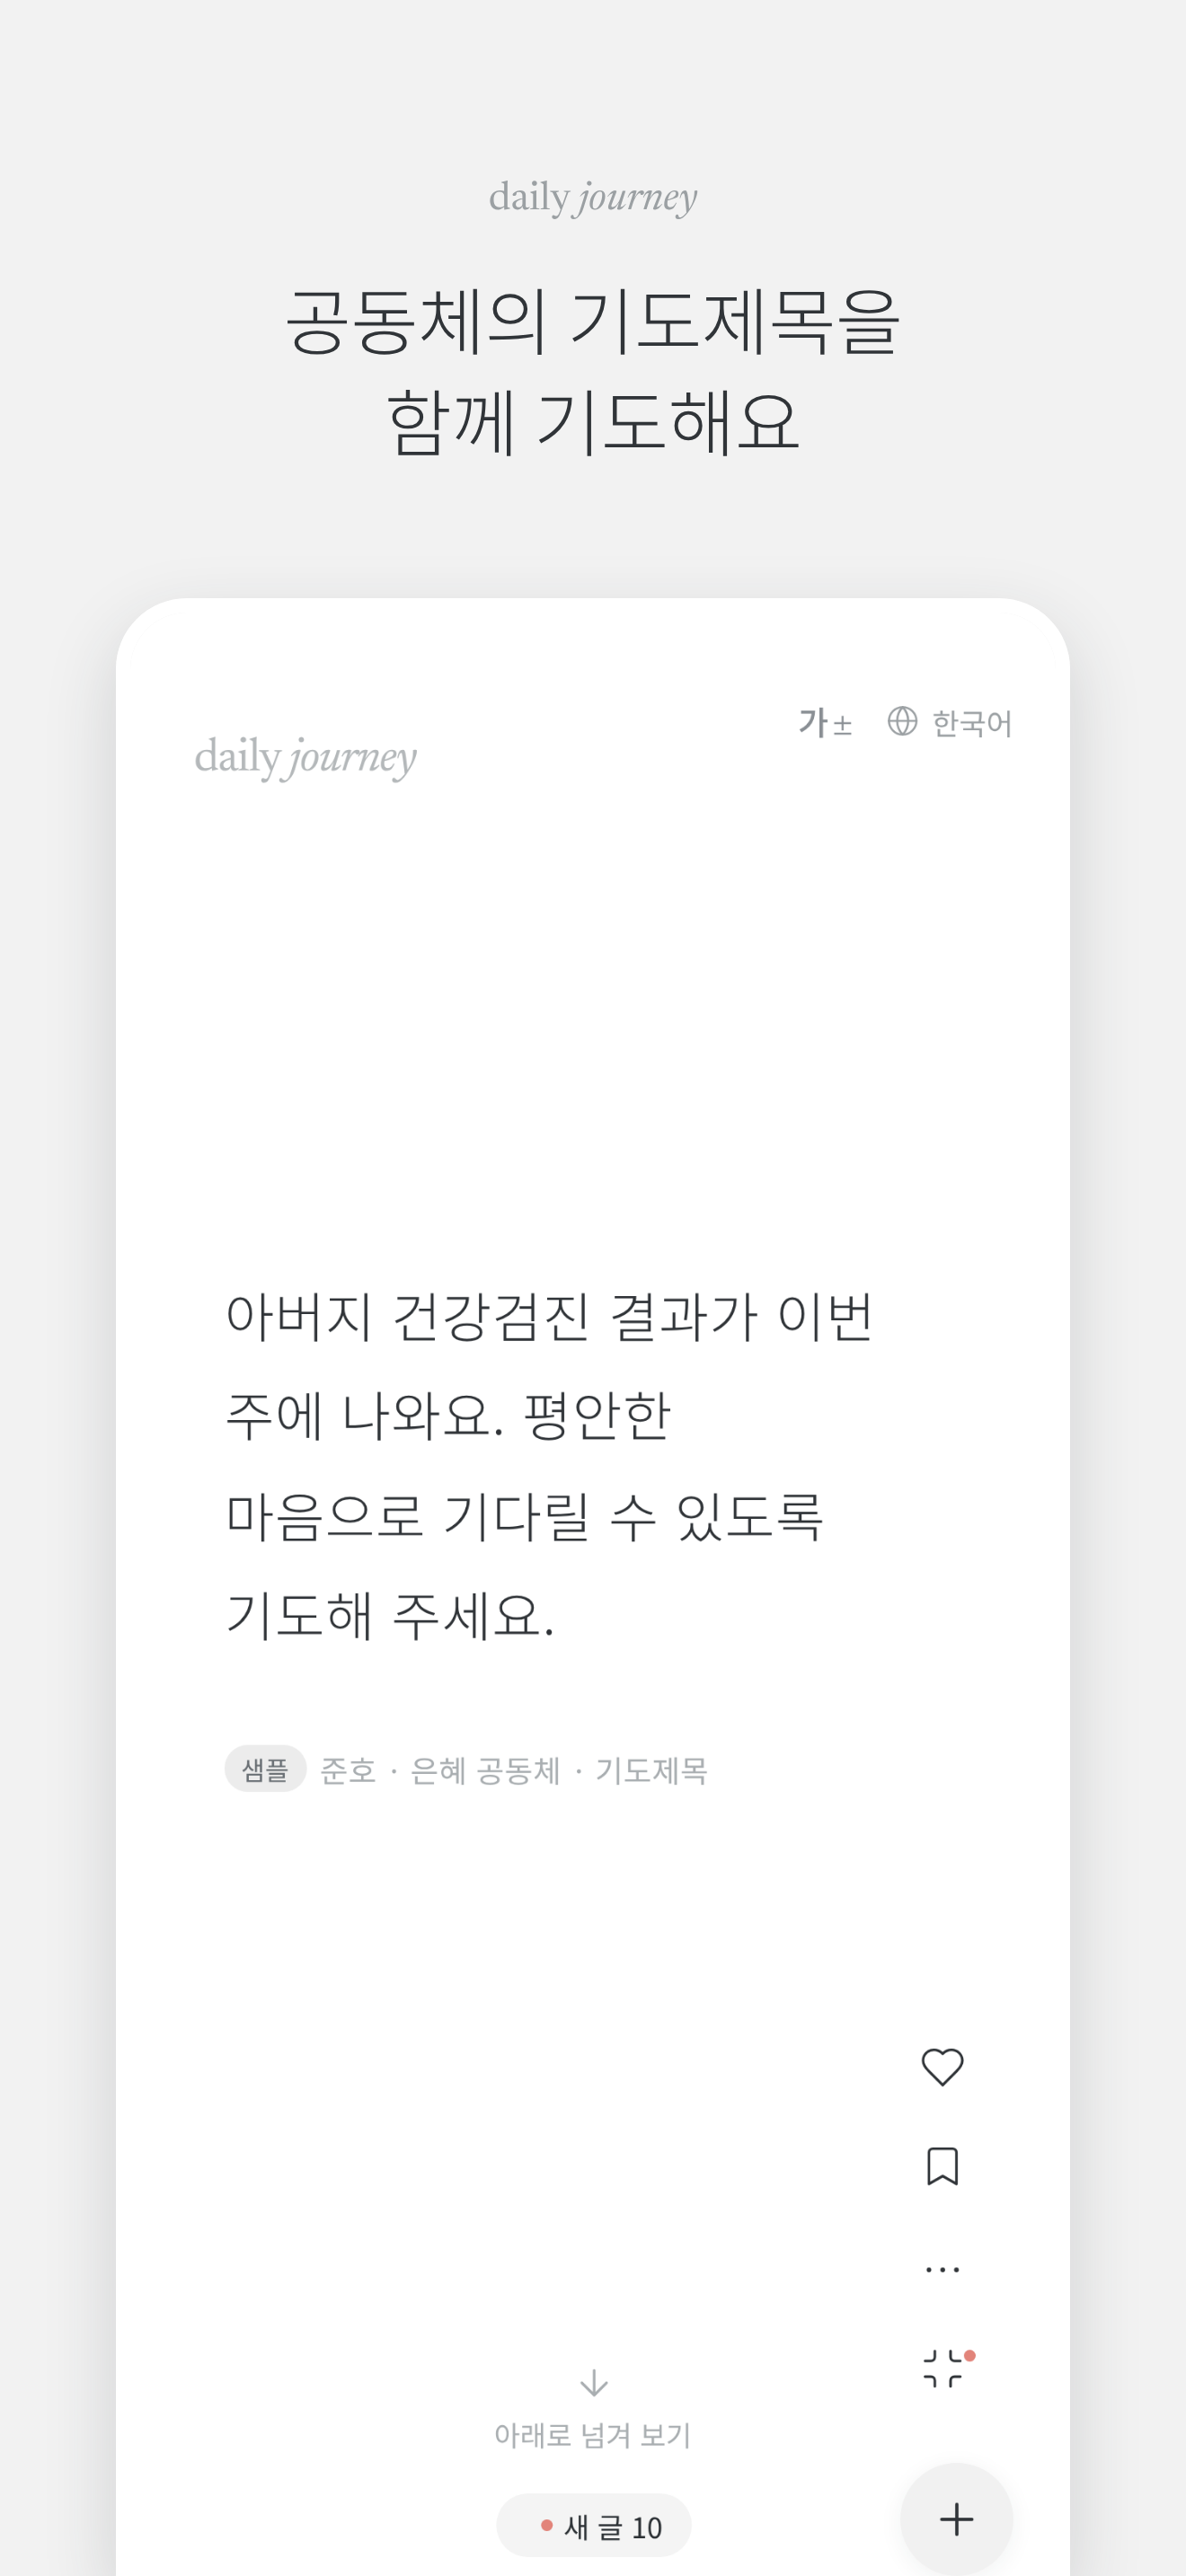 daily journey
공동체의 기도제목을
함께 기도해요
가± 한국어
daily journey
아버지 건강검진 결과가 이번
주에 나와요. 평안한
마음으로 기다릴 수 있도록
기도해 주세요.
샘플 준호 · 은혜 공동체 · 기도제목
아래로 넘겨 보기
새 글 10